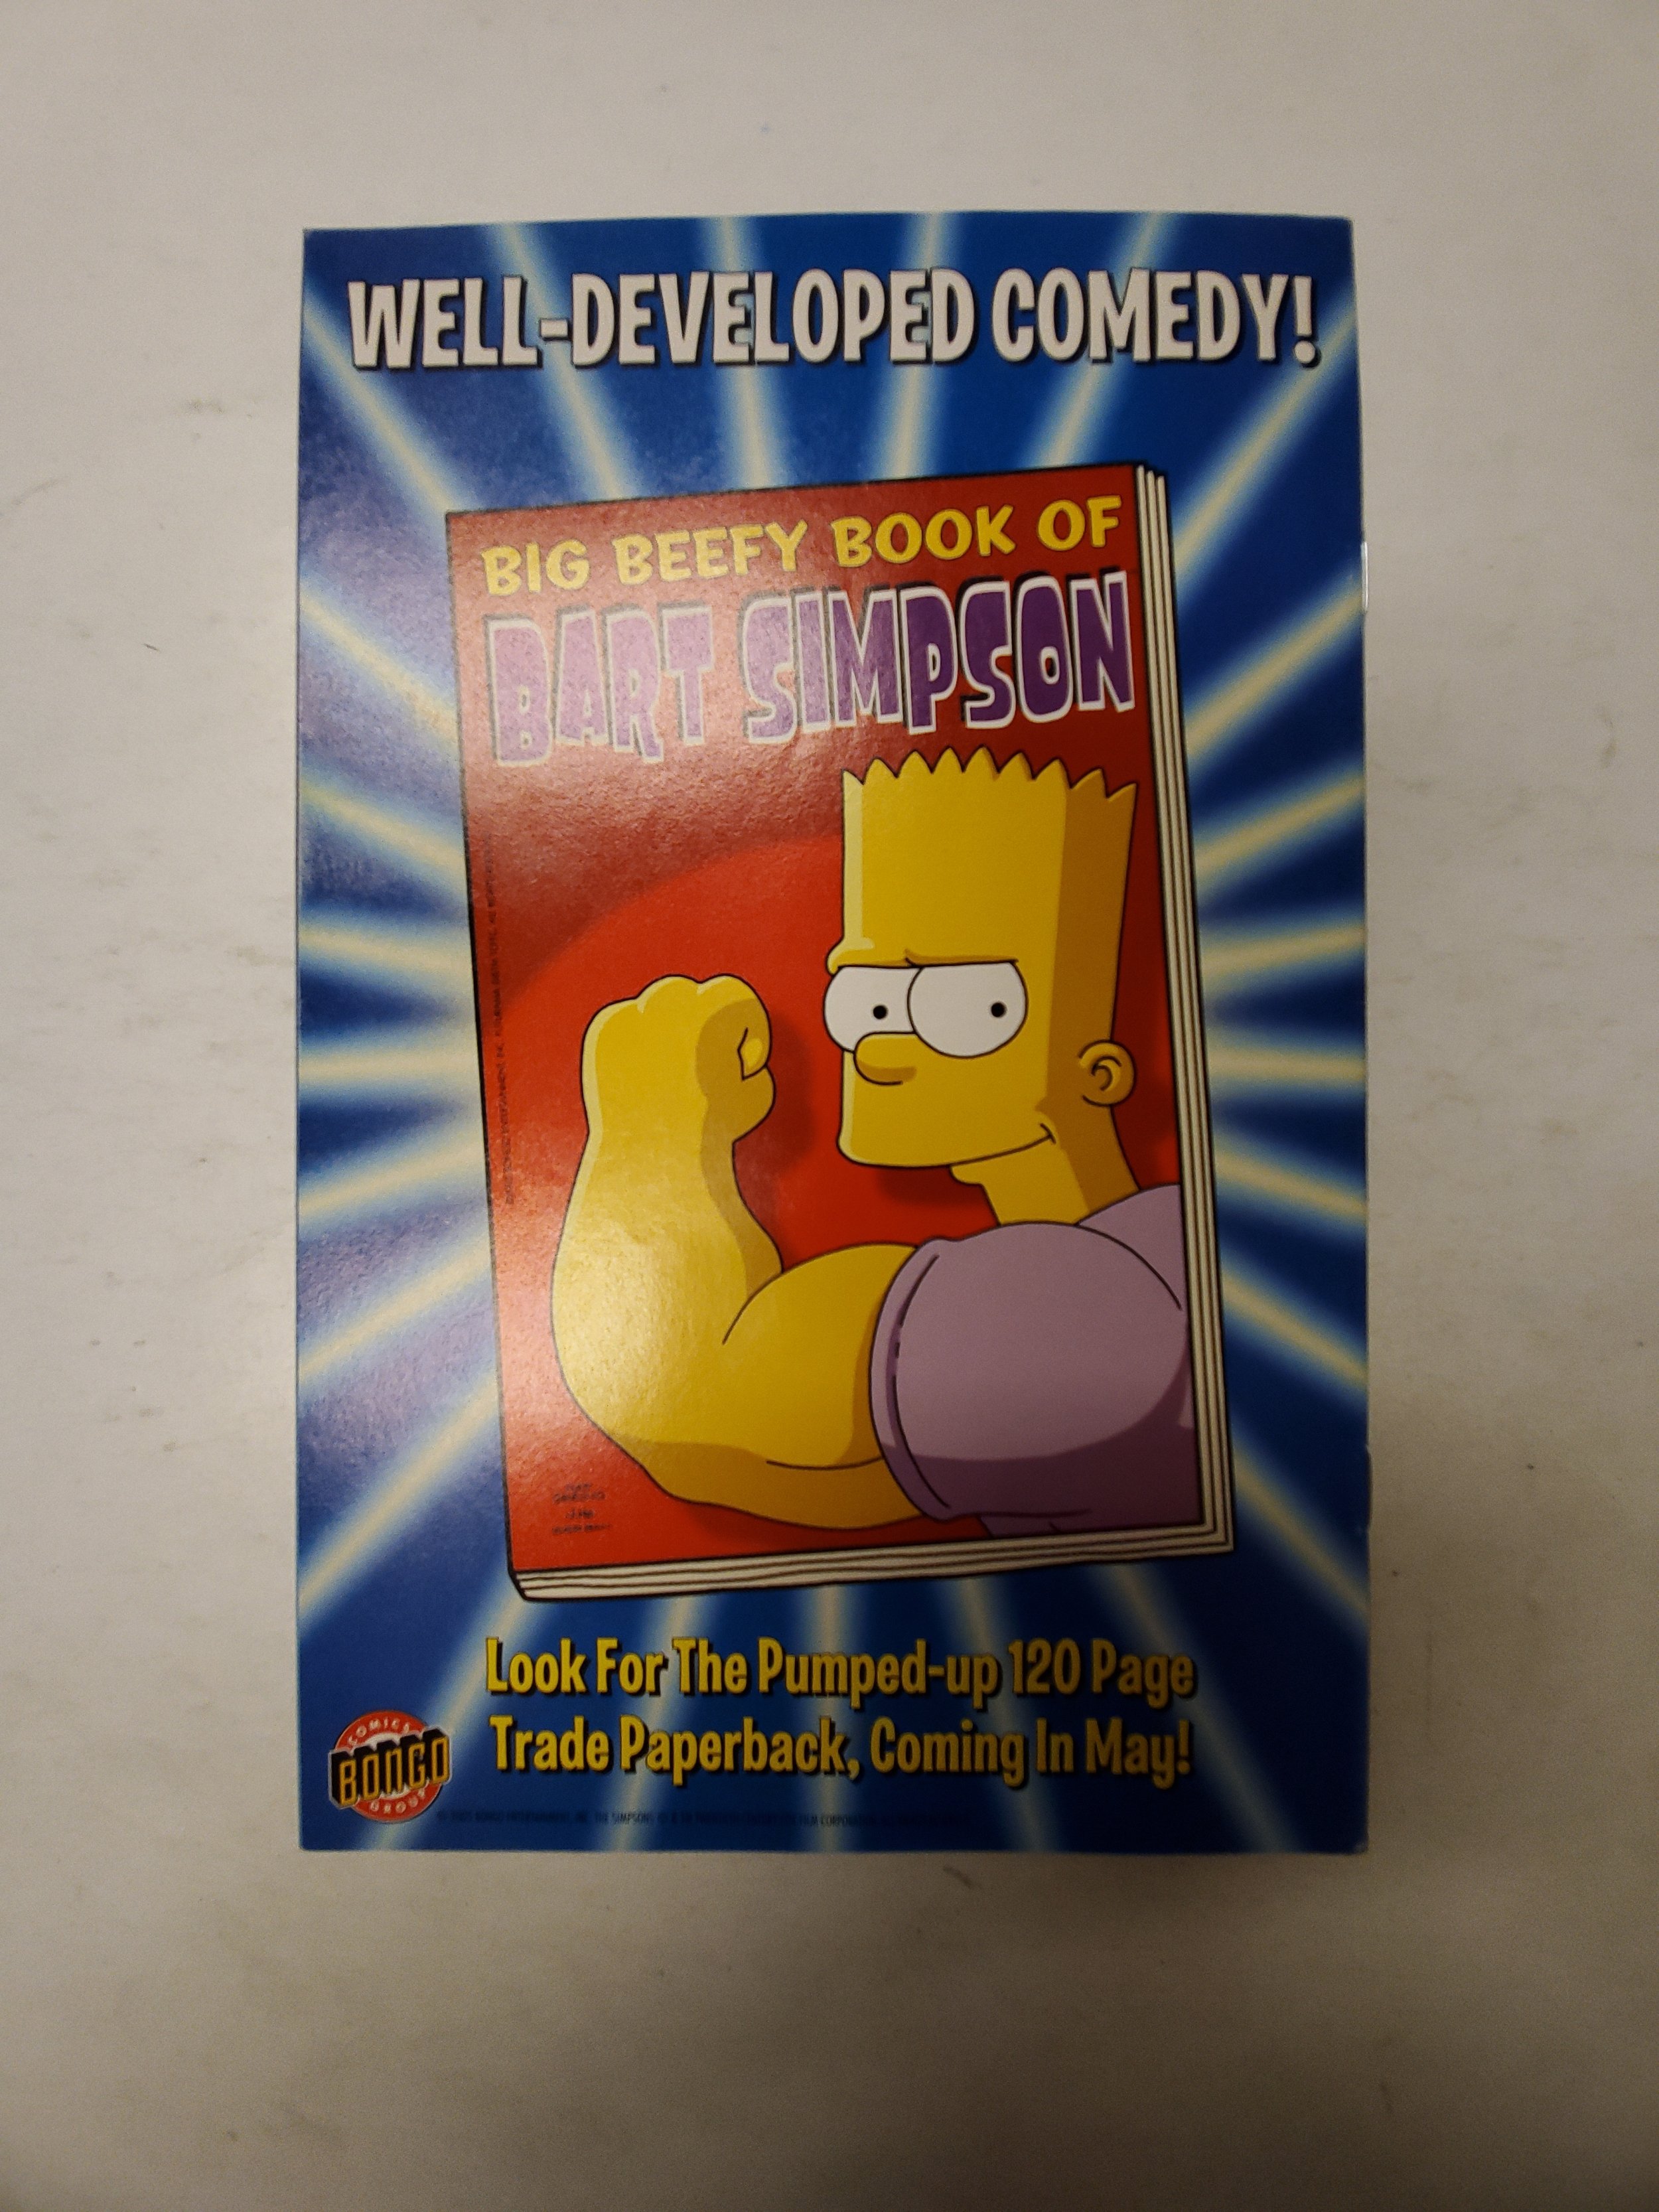 WELL-DEVELOPED COMEDY!
BIG BEEFY BOOK OF
BART SIMPSON
Look For The Pumped-up 120 Page
Trade Paperback, Coming In May!
COMICS
BONGO
GROUP